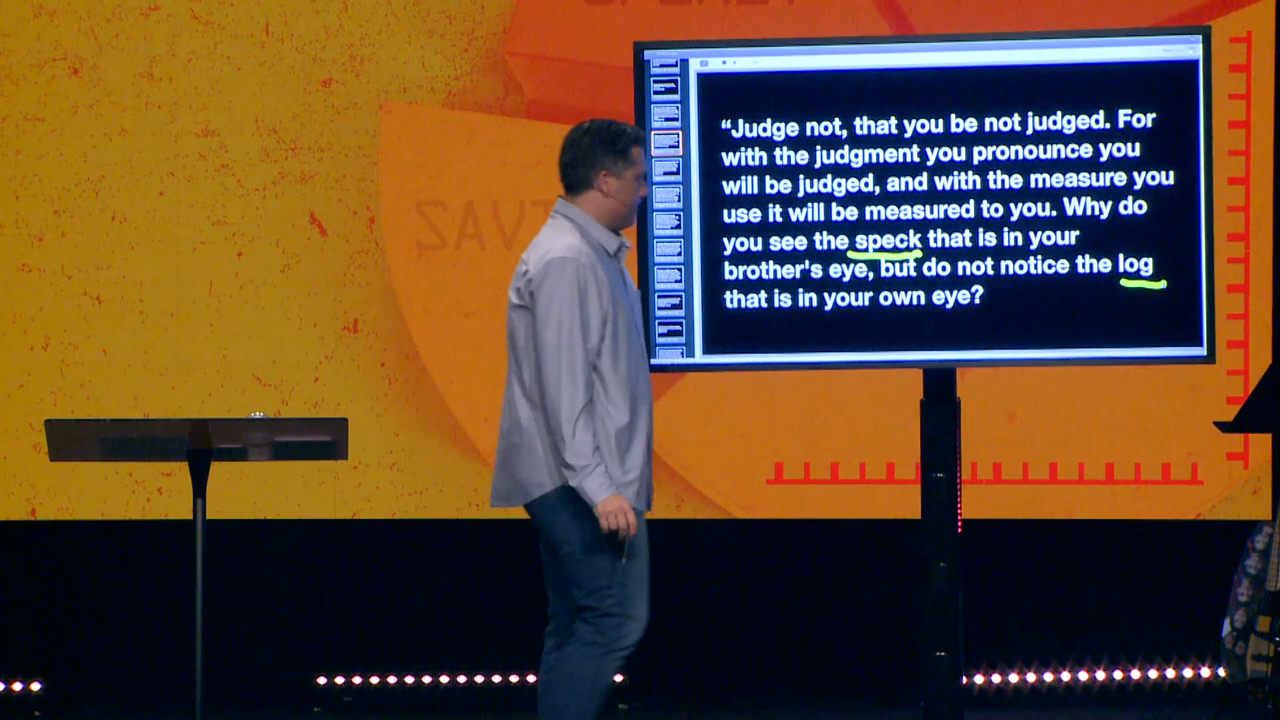 “Judge not, that you be not judged. For
with the judgment you pronounce you
will be judged, and with the measure you
use it will be measured to you. Why do
you see the speck that is in your
brother's eye, but do not notice the log
that is in your own eye?